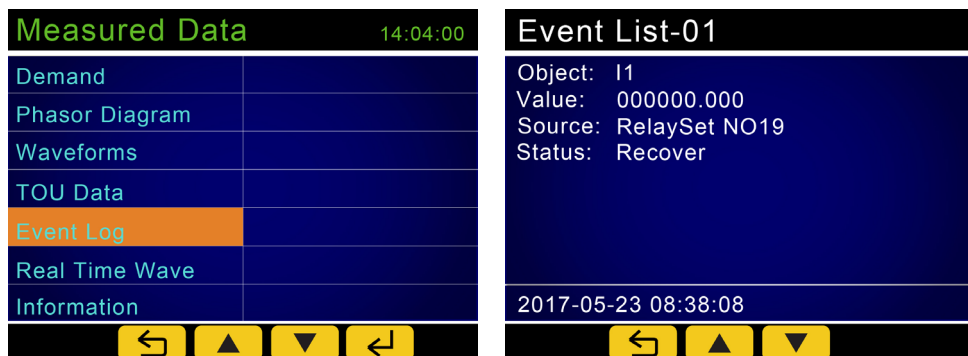 Measured Data 14:04:00
Demand
Phasor Diagram
Waveforms
TOU Data
Event Log
Real Time Wave
Information
Event List-01
Object: I1
Value: 000000.000
Source: RelaySet NO19
Status: Recover
2017-05-23 08:38:08